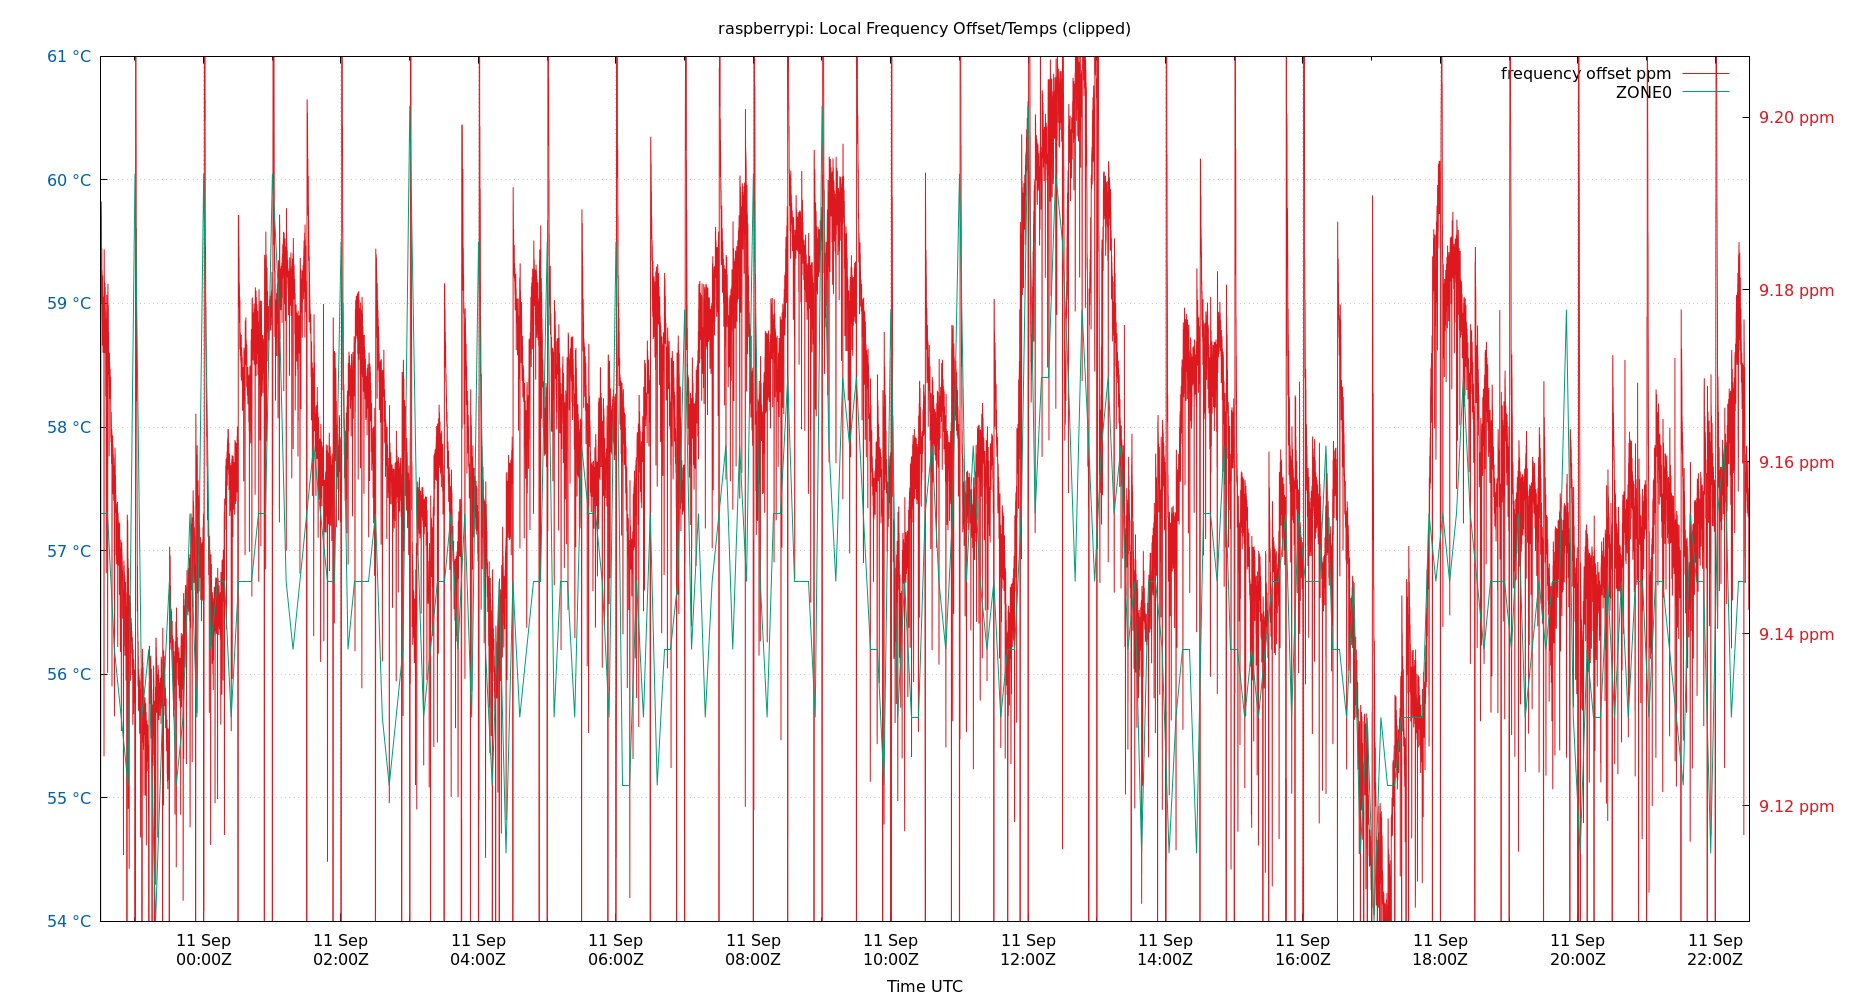 raspberrypi: Local Frequency Offset/Temps (clipped)
61 °C
60 °C
59 °C
58 °C
57 °C
56 °C
55 °C
54 °C
frequency offset ppm
ZONE0
9.20 ppm
9.18 ppm
9.16 ppm
9.14 ppm
9.12 ppm
11 Sep
00:00Z
11 Sep
02:00Z
11 Sep
04:00Z
11 Sep
06:00Z
11 Sep
08:00Z
11 Sep
10:00Z
11 Sep
12:00Z
11 Sep
14:00Z
11 Sep
16:00Z
11 Sep
18:00Z
11 Sep
20:00Z
11 Sep
22:00Z
Time UTC